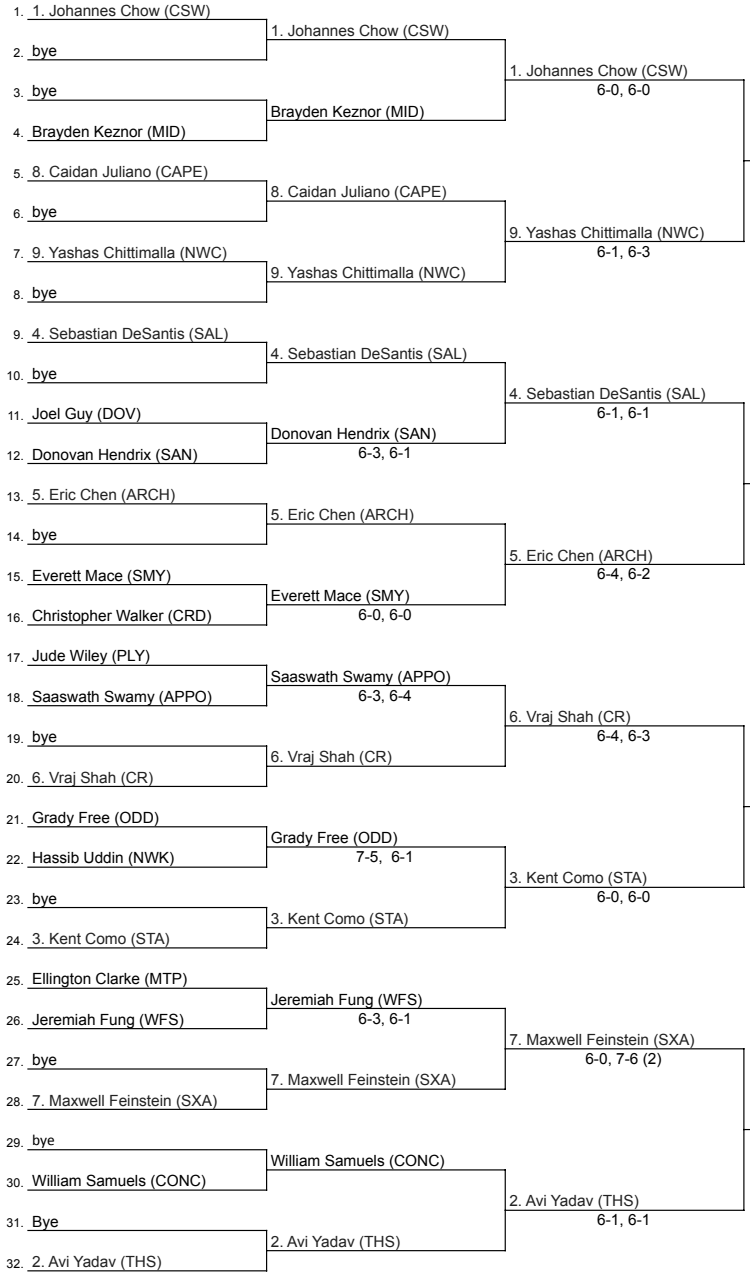 1. 1. Johannes Chow (CSW)
2. bye
3. bye
4. Brayden Keznor (MID)
5. 8. Caidan Juliano (CAPE)
6. bye
7. 9. Yashas Chittimalla (NWC)
8. bye
9. 4. Sebastian DeSantis (SAL)
10. bye
11. Joel Guy (DOV)
12. Donovan Hendrix (SAN)
13. 5. Eric Chen (ARCH)
14. bye
15. Everett Mace (SMY)
16. Christopher Walker (CRD)
17. Jude Wiley (PLY)
18. Saaswath Swamy (APPO)
19. bye
20. 6. Vraj Shah (CR)
21. Grady Free (ODD)
22. Hassib Uddin (NWK)
23. bye
24. 3. Kent Como (STA)
25. Ellington Clarke (MTP)
26. Jeremiah Fung (WFS)
27. bye
28. 7. Maxwell Feinstein (SXA)
29. bye
30. William Samuels (CONC)
31. Bye
32. 2. Avi Yadav (THS)
1. Johannes Chow (CSW)
Brayden Keznor (MID)
8. Caidan Juliano (CAPE)
9. Yashas Chittimalla (NWC)
4. Sebastian DeSantis (SAL)
Donovan Hendrix (SAN)
6-3, 6-1
5. Eric Chen (ARCH)
Everett Mace (SMY)
6-0, 6-0
Saaswath Swamy (APPO)
6-3, 6-4
6. Vraj Shah (CR)
Grady Free (ODD)
7-5, 6-1
3. Kent Como (STA)
Jeremiah Fung (WFS)
6-3, 6-1
7. Maxwell Feinstein (SXA)
William Samuels (CONC)
2. Avi Yadav (THS)
1. Johannes Chow (CSW)
6-0, 6-0
9. Yashas Chittimalla (NWC)
6-1, 6-3
4. Sebastian DeSantis (SAL)
6-1, 6-1
5. Eric Chen (ARCH)
6-4, 6-2
6. Vraj Shah (CR)
6-4, 6-3
3. Kent Como (STA)
6-0, 6-0
7. Maxwell Feinstein (SXA)
6-0, 7-6 (2)
2. Avi Yadav (THS)
6-1, 6-1